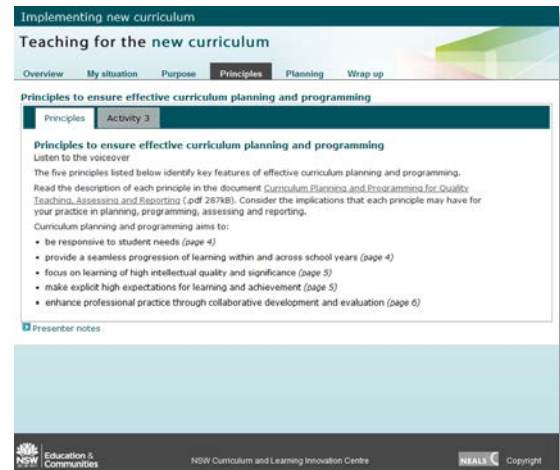 Implementing new curriculum
Teaching for the new curriculum
Overview My situation Purpose Principles Planning Wrap up
Principles to ensure effective curriculum planning and programming
Principles Activity 3
Principles to ensure effective curriculum planning and programming
Listen to the voiceover
The five principles listed below identify key features of effective curriculum planning and programming.
Read the description of each principle in the document Curriculum Planning and Programming for Quality
Teaching, Assessing and Reporting (.pdf 287kB). Consider the implications that each principle may have for
your practice in planning, programming, assessing and reporting.
Curriculum planning and programming aims to:
• be responsive to student needs (page 4)
• provide a seamless progression of learning within and across school years (page 4)
• focus on learning of high intellectual quality and significance (page 5)
• make explicit high expectations for learning and achievement (page 5)
• enhance professional practice through collaborative development and evaluation (page 6)
Presenter notes
NSW Education & Communities
NSW Curriculum and Learning Innovation Centre
NEALS Copyright